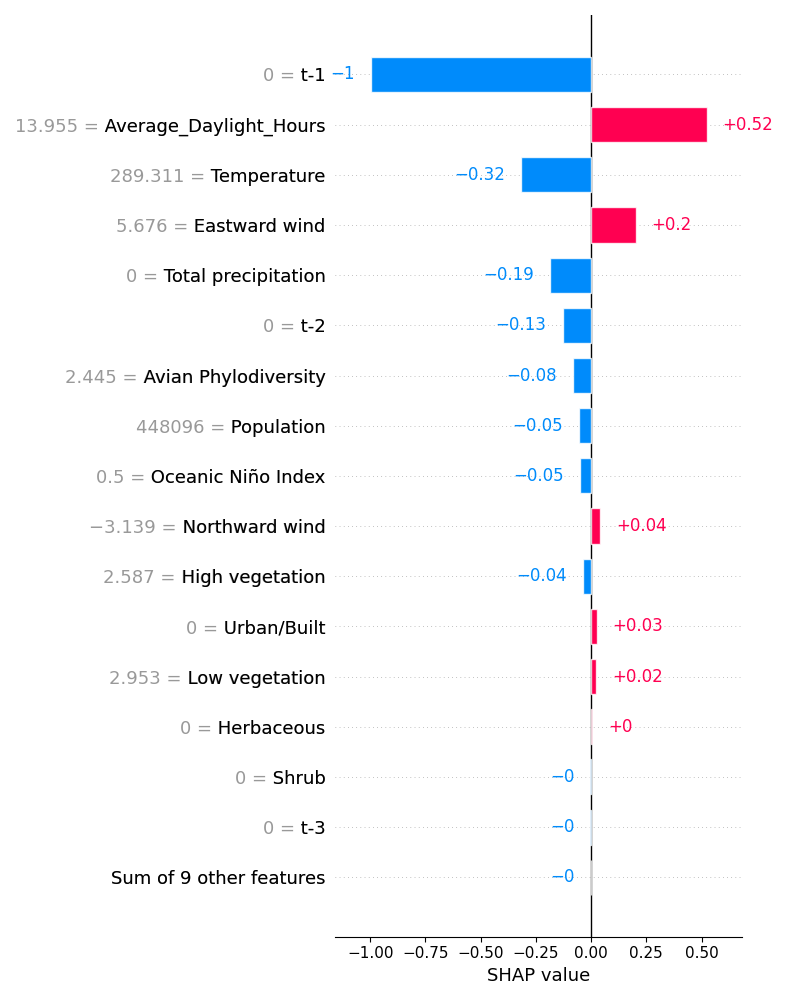 0 = t-1 −1
13.955 = Average_Daylight_Hours +0.52
289.311 = Temperature −0.32
5.676 = Eastward wind +0.2
0 = Total precipitation −0.19
0 = t-2 −0.13
2.445 = Avian Phylodiversity −0.08
448096 = Population −0.05
0.5 = Oceanic Niño Index −0.05
−3.139 = Northward wind +0.04
2.587 = High vegetation −0.04
0 = Urban/Built +0.03
2.953 = Low vegetation +0.02
0 = Herbaceous +0
0 = Shrub −0
0 = t-3 −0
Sum of 9 other features −0
−1.00 −0.75 −0.50 −0.25 0.00 0.25 0.50
SHAP value